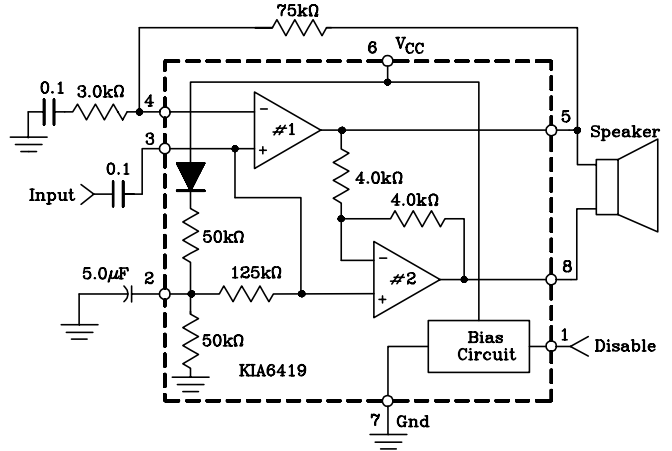 75kΩ
6 VCC
0.1 3.0kΩ 4
#1
5
Speaker
3
0.1
Input
4.0kΩ
4.0kΩ
50kΩ
5.0μF 2 125kΩ
#2
8
50kΩ
Bias
Circuit
1
Disable
KIA6419
7 Gnd
− + − +